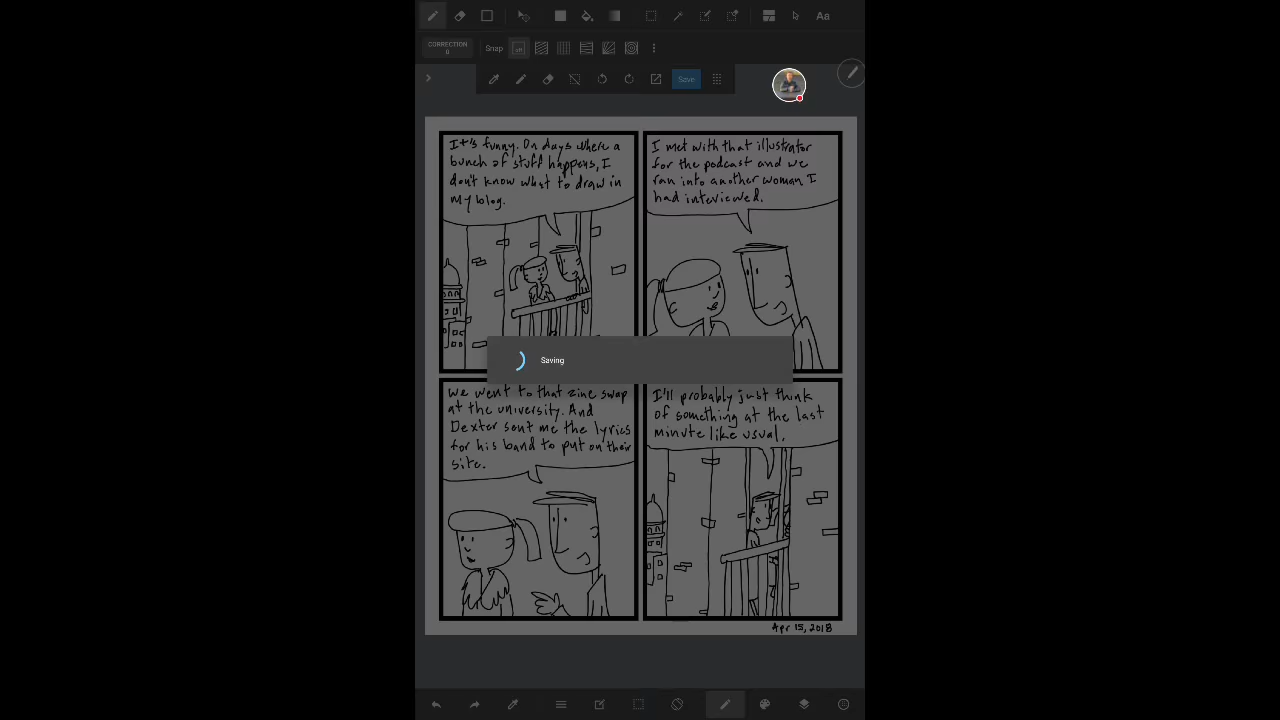 Aa
CORRECTION
8
Snap
off
Save
It's funny. On days where a
bunch of stuff happens, I
don't know what to draw in
my blog.
I met with that illustrator
for the podcast and we
ran into another woman I
had interviewed.
Saving
We went to that zine swap
at the university. And
Dexter sent me the lyrics
for his band to put on their
site.
I'll probably just think
of something at the last
minute like usual.
Apr 15, 2018